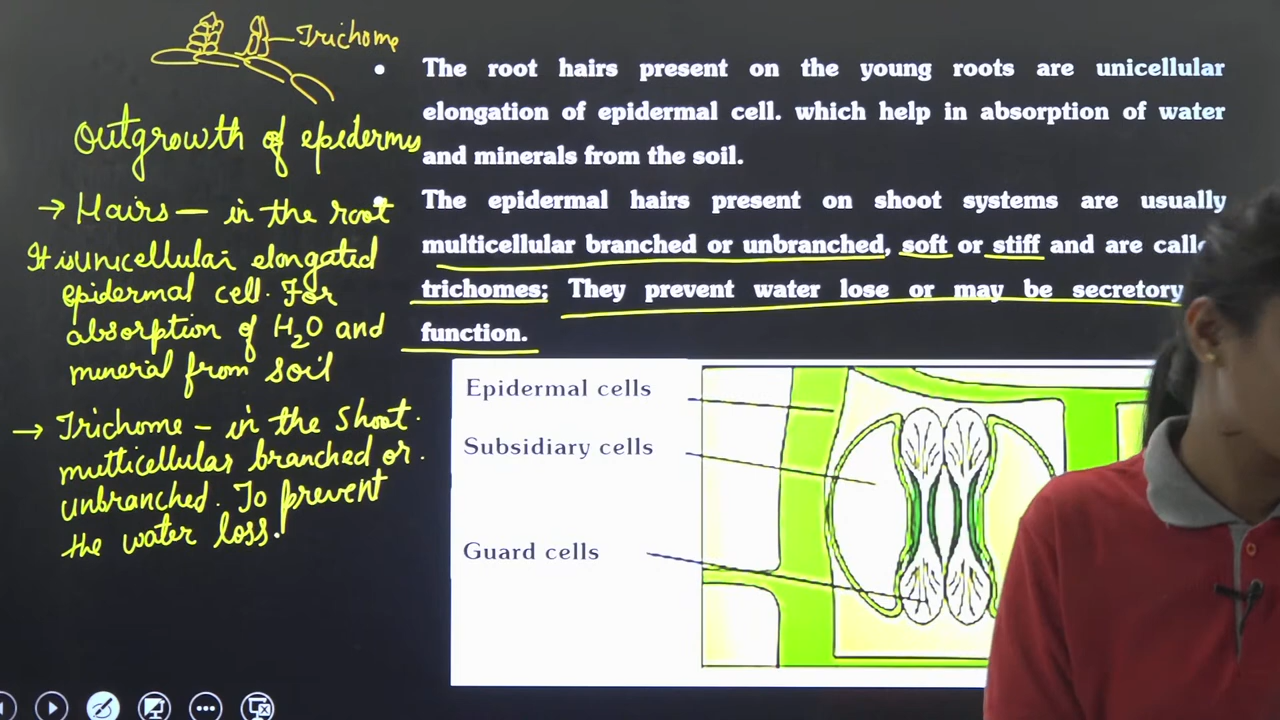 Trichome
Outgrowth of epidermis
→ Hairs — in the root
It is unicellular elongated
epidermal cell. For
absorption of H₂O and
mineral from soil
→ Trichome – in the shoot.
multicellular branched or.
unbranched. To prevent
the water loss.
• The root hairs present on the young roots are unicellular
elongation of epidermal cell. which help in absorption of water
and minerals from the soil.
• The epidermal hairs present on shoot systems are usually
multicellular branched or unbranched, soft or stiff and are
trichomes; They prevent water lose or may be secretory
function.
Epidermal cells
Subsidiary cells
Guard cells